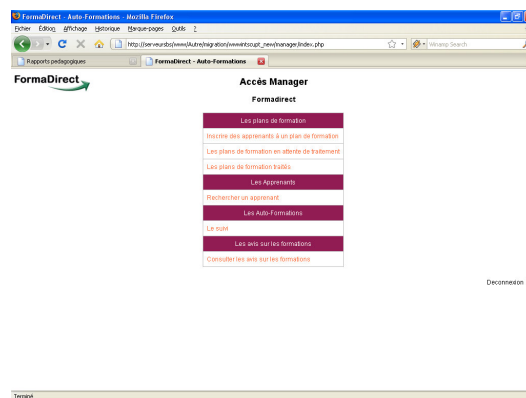 FormaDirect - Auto-Formations - Mozilla Firefox
Fichier Édition Affichage Historique Marque-pages Outils ?
http://serveursbs/www/Autre/migration/wwwintscupt_new/manager/index.php
Winamp Search
Rapports pedagogiques
FormaDirect - Auto-Formations
FormaDirect
Accés Manager
Formadirect
Les plans de formation
Inscrire des apprenants à un plan de formation
Les plans de formation en attente de traitement
Les plans de formation traités
Les Apprenants
Rechercher un apprenant
Les Auto-Formations
Le suivi
Les avis sur les formations
Consulter les avis sur les formations
Deconnexion
Terminé